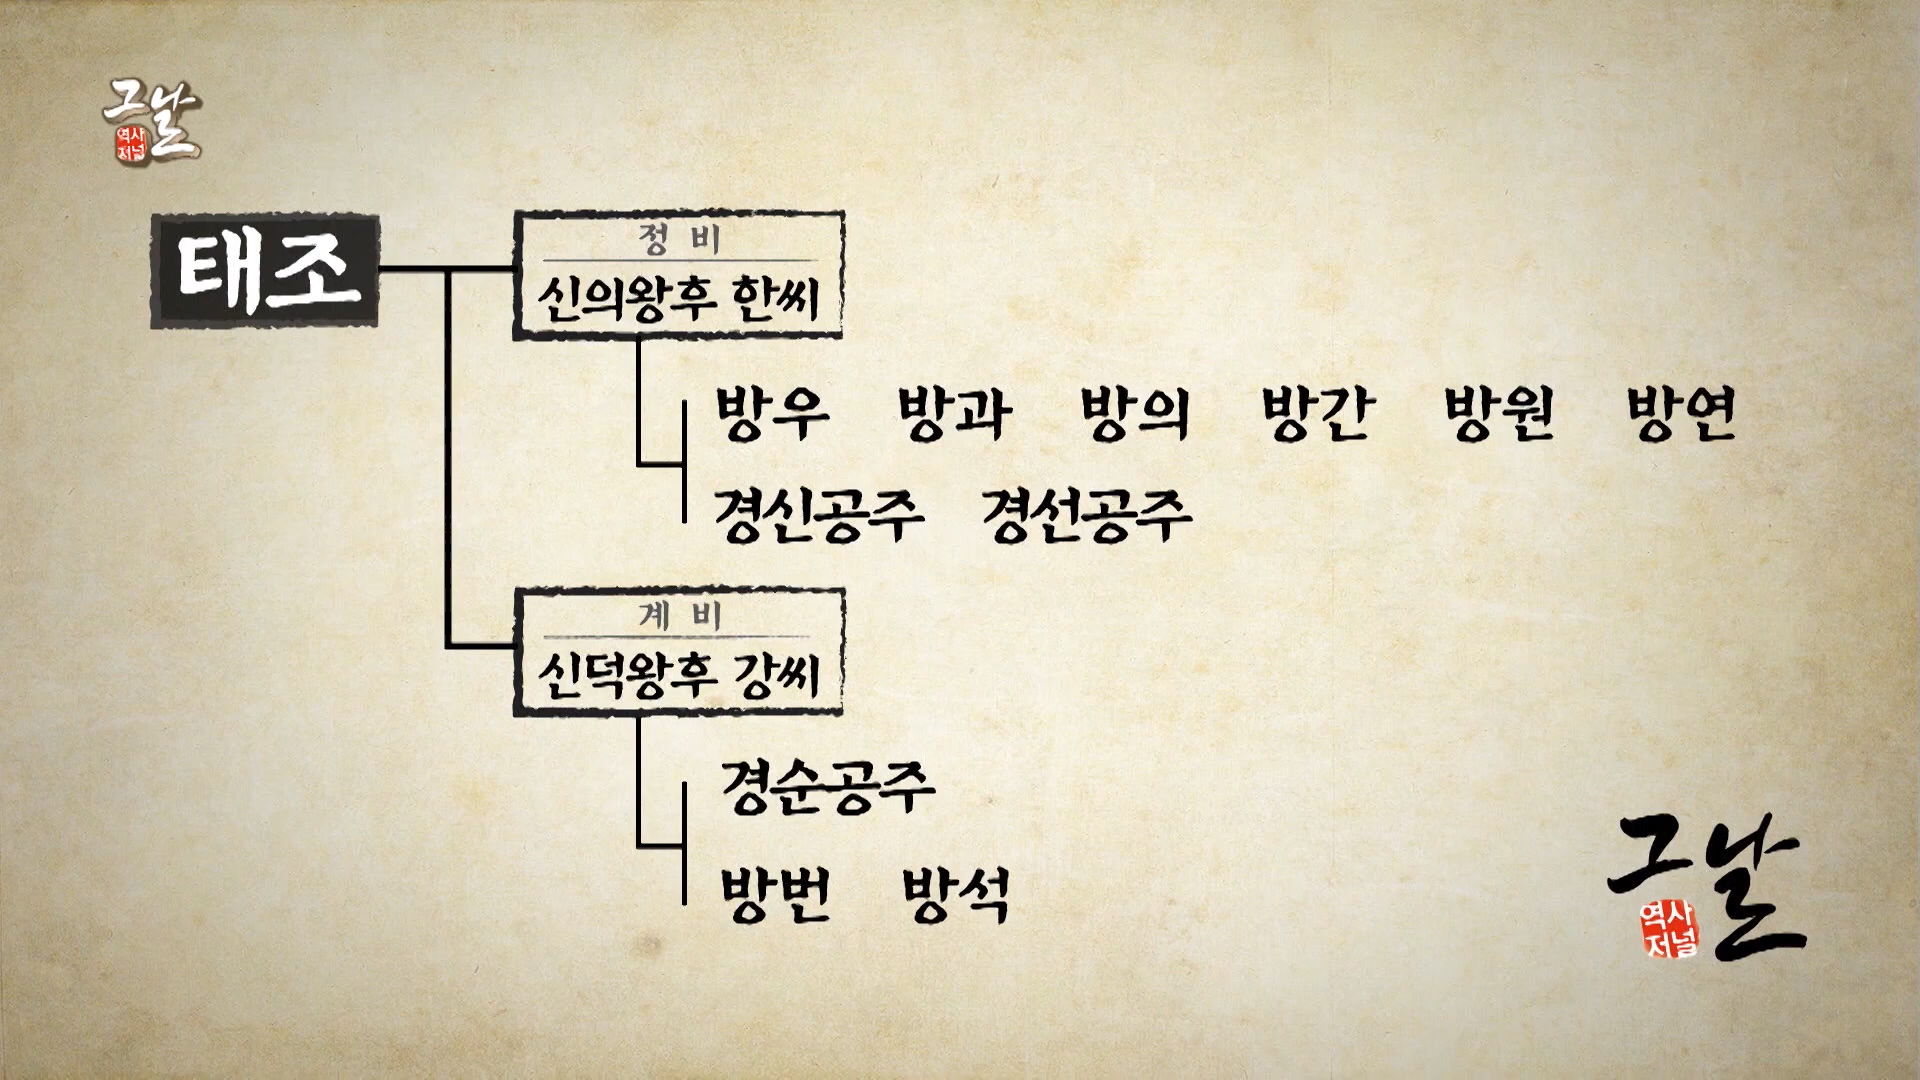 그날
역사
저널
태조
정비
신의왕후 한씨
방우 방과 방의 방간 방원 방연
경신공주 경선공주
계비
신덕왕후 강씨
경순공주
방번 방석
그날
역사
저널